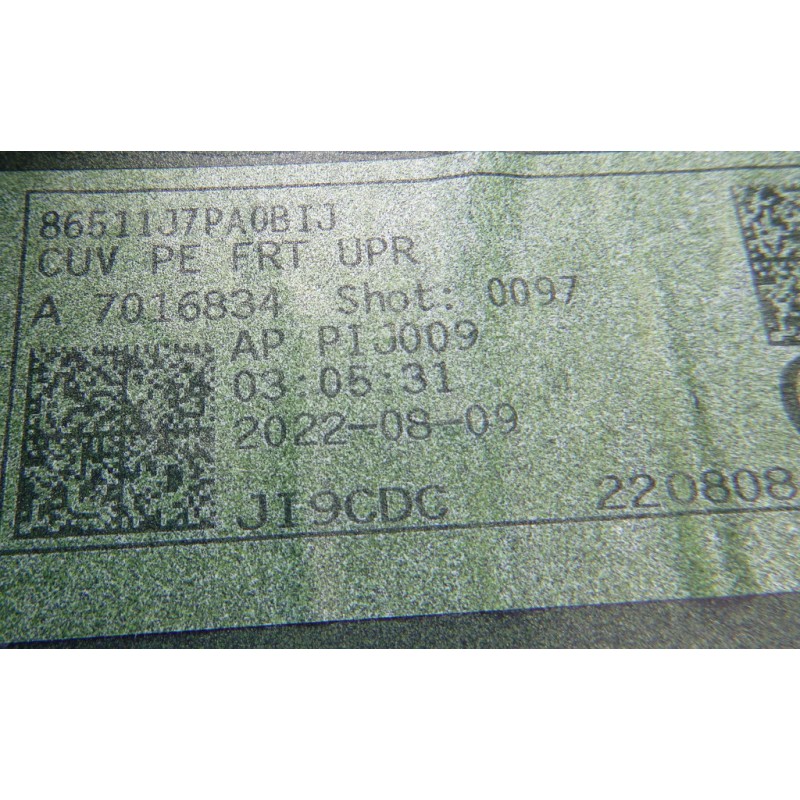 86511J7PA0BIJ
CUV PE FRT UPR
A 7016834 Shot: 0097
AP PIJ009
03:05:31
2022-08-09
JI9CDC 220808